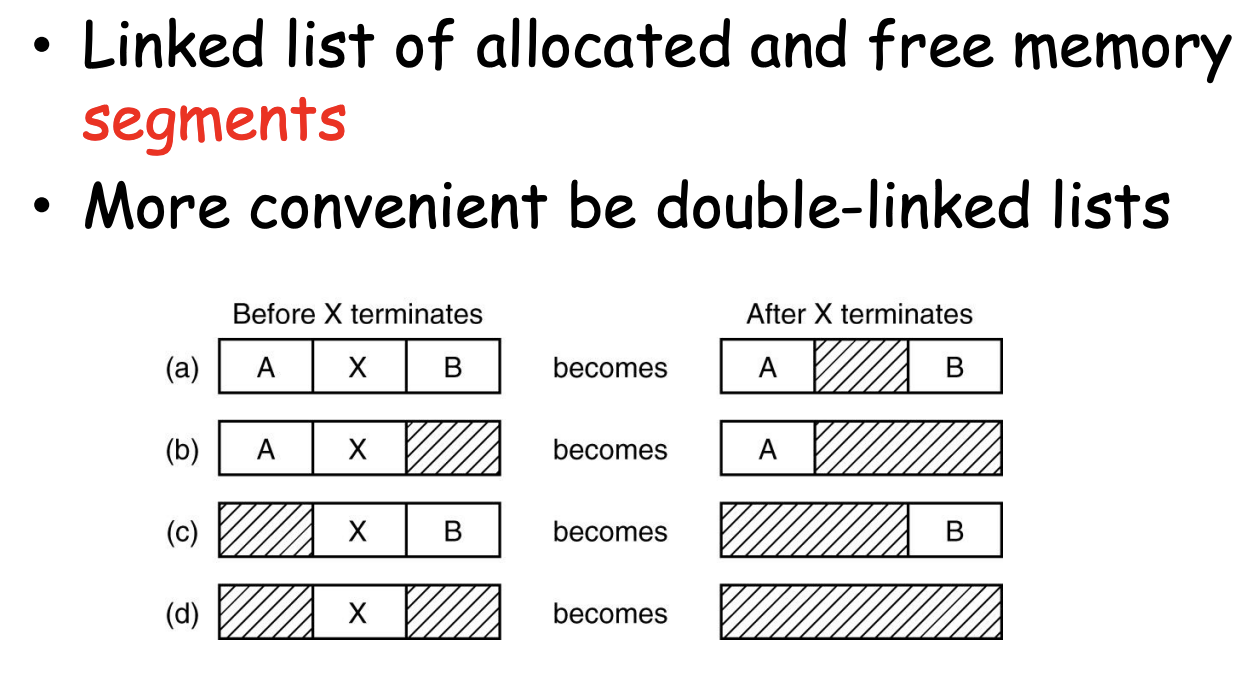 • Linked list of allocated and free memory
segments
• More convenient be double-linked lists
Before X terminates After X terminates
(a) A X B becomes A B
(b) A X becomes A
(c) X B becomes B
(d) X becomes